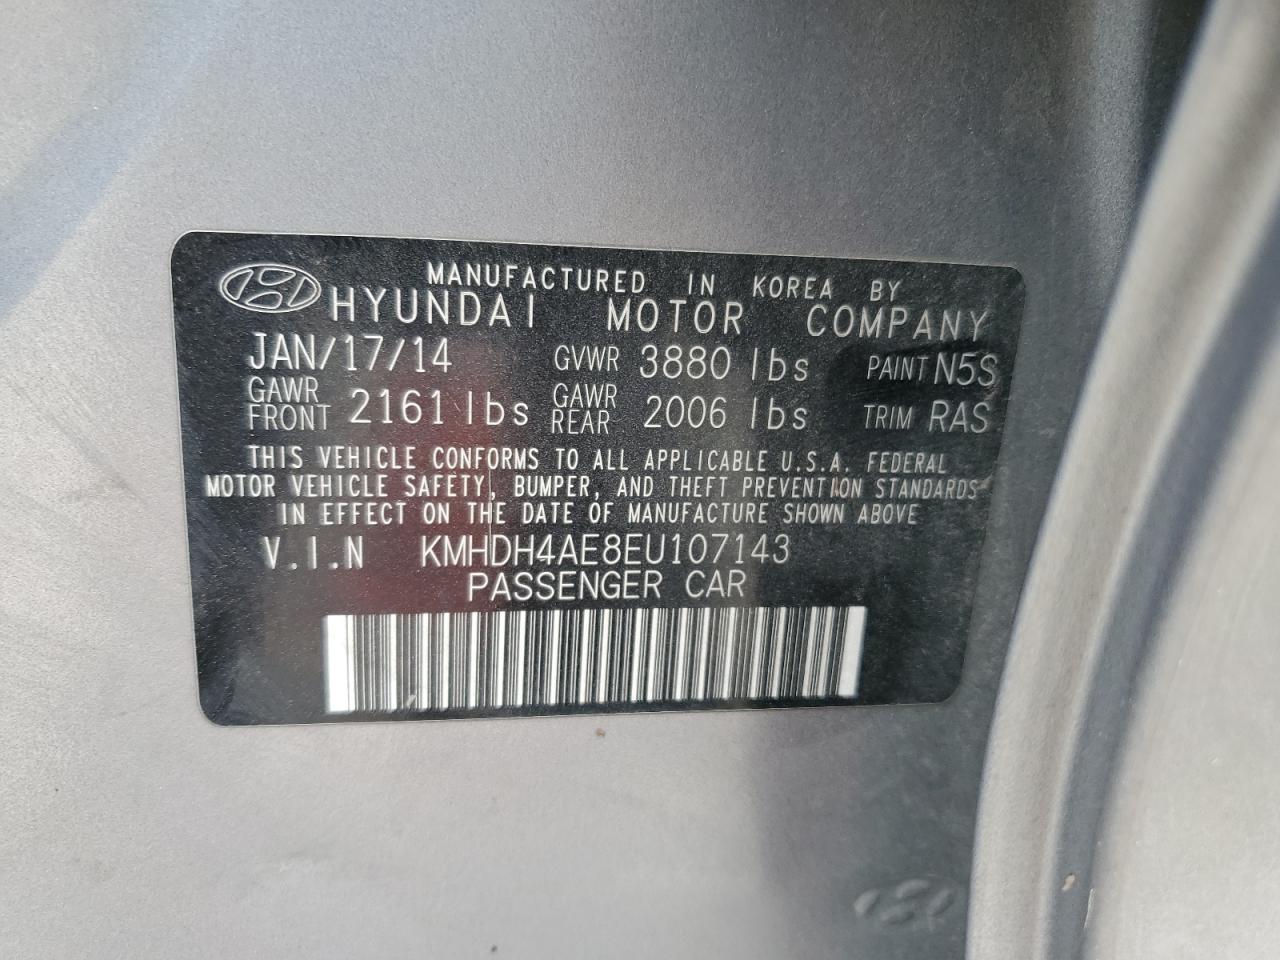 MANUFACTURED IN KOREA BY
HYUNDAI MOTOR COMPANY
JAN/17/14 GVWR 3880 lbs PAINT N5S
GAWR FRONT 2161 lbs GAWR REAR 2006 lbs TRIM RAS
THIS VEHICLE CONFORMS TO ALL APPLICABLE U.S.A. FEDERAL
MOTOR VEHICLE SAFETY, BUMPER, AND THEFT PREVENTION STANDARDS
IN EFFECT ON THE DATE OF MANUFACTURE SHOWN ABOVE
V.I.N KMHDH4AE8EU107143
PASSENGER CAR